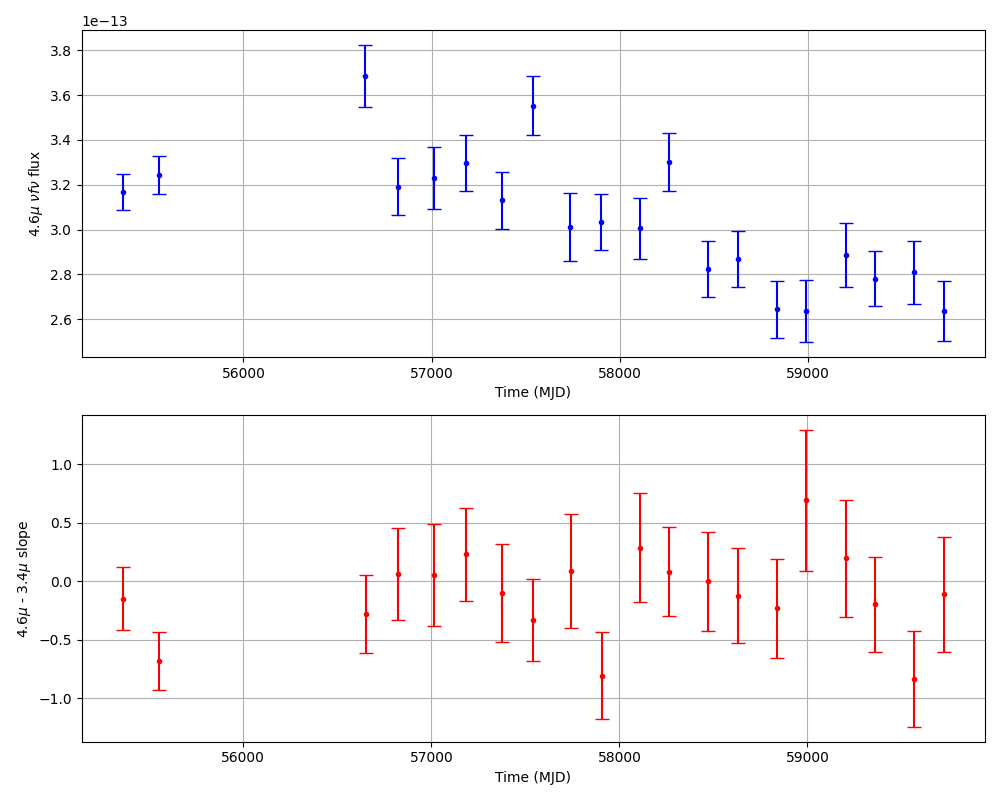 1e−13
3.8
3.6
3.4
3.2
3.0
2.8
2.6
4.6μ νfν flux
56000 57000 58000 59000
Time (MJD)
1.0
0.5
0.0
−0.5
−1.0
4.6μ - 3.4μ slope
56000 57000 58000 59000
Time (MJD)